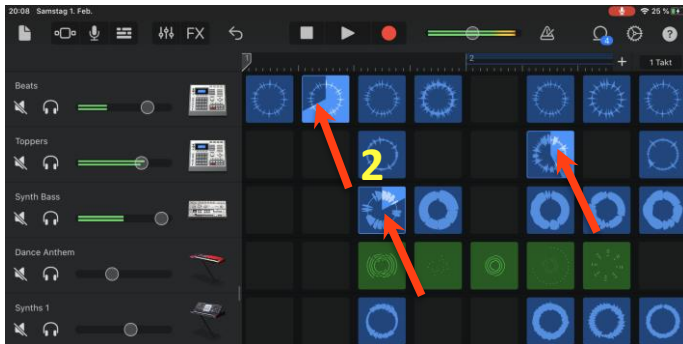 20:08 Samstag 1. Feb.
25 %
FX
4
?
1
2
+
1 Takt
Beats
Toppers
2
Synth Bass
Dance Anthem
Synths 1